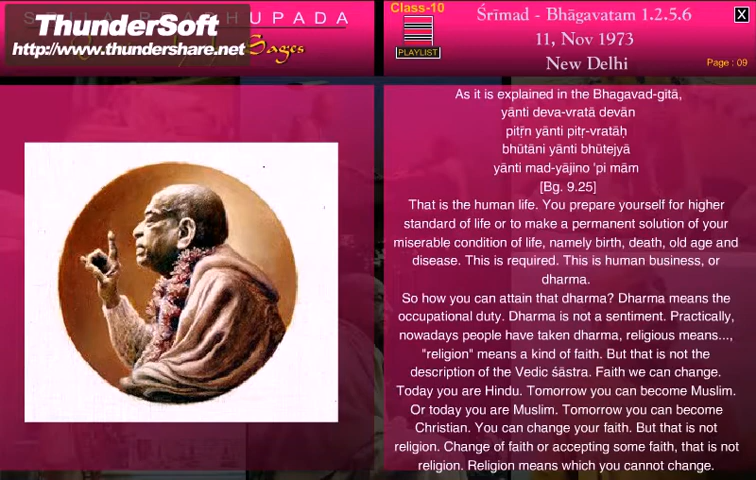 SRILA PRABHUPADA
ThunderSoft
http://www.thundershare.net
Sages
Class-10
PLAYLIST
Śrīmad - Bhāgavatam 1.2.5.6
11, Nov 1973
New Delhi
X
Page : 09
As it is explained in the Bhagavad-gītā,
yānti deva-vratā devān
pitṝn yānti pitṛ-vratāḥ
bhūtāni yānti bhūtejyā
yānti mad-yājino 'pi mām
[Bg. 9.25]
That is the human life. You prepare yourself for higher
standard of life or to make a permanent solution of your
miserable condition of life, namely birth, death, old age and
disease. This is required. This is human business, or
dharma.
So how you can attain that dharma? Dharma means the
occupational duty. Dharma is not a sentiment. Practically,
nowadays people have taken dharma, religious means...,
"religion" means a kind of faith. But that is not the
description of the Vedic śāstra. Faith we can change.
Today you are Hindu. Tomorrow you can become Muslim.
Or today you are Muslim. Tomorrow you can become
Christian. You can change your faith. But that is not
religion. Change of faith or accepting some faith, that is not
religion. Religion means which you cannot change.